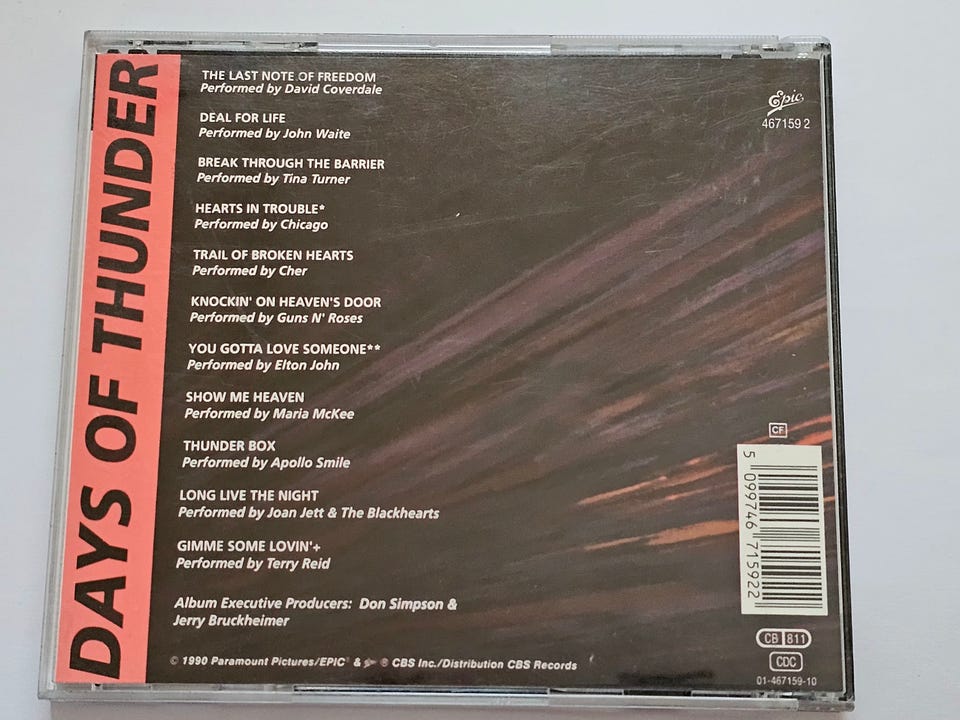 DAYS OF THUNDER
THE LAST NOTE OF FREEDOM
Performed by David Coverdale
DEAL FOR LIFE
Performed by John Waite
BREAK THROUGH THE BARRIER
Performed by Tina Turner
HEARTS IN TROUBLE*
Performed by Chicago
TRAIL OF BROKEN HEARTS
Performed by Cher
KNOCKIN' ON HEAVEN'S DOOR
Performed by Guns N' Roses
YOU GOTTA LOVE SOMEONE**
Performed by Elton John
SHOW ME HEAVEN
Performed by Maria McKee
THUNDER BOX
Performed by Apollo Smile
LONG LIVE THE NIGHT
Performed by Joan Jett & The Blackhearts
GIMME SOME LOVIN'+
Performed by Terry Reid
Album Executive Producers: Don Simpson &
Jerry Bruckheimer
© 1990 Paramount Pictures/EPIC & ℗ CBS Inc./Distribution CBS Records
Epic
467159 2
CF
5 099746 715922
CB 811
CDC
01-467159-10